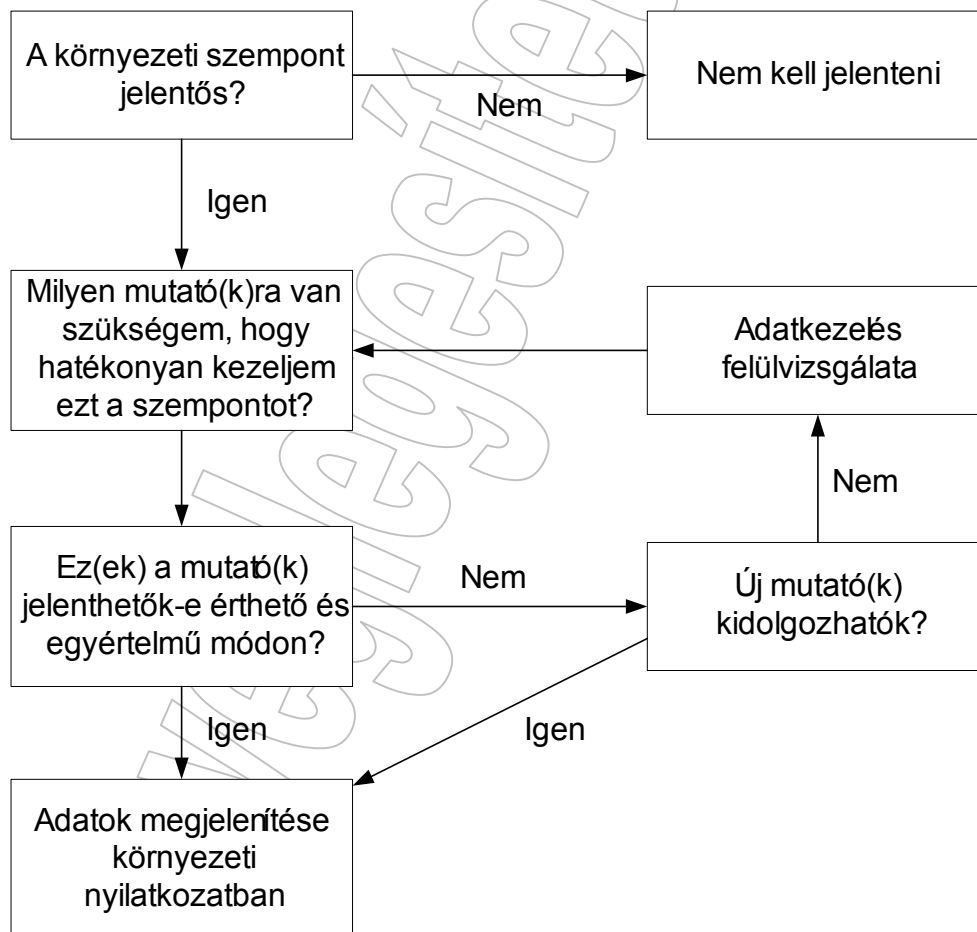 A környezeti szempont
jelentős?
Nem
Nem kell jelenteni
Igen
Milyen mutató(k)ra van
szükségem, hogy
hatékonyan kezeljem
ezt a szempontot?
Adatkezelés
felülvizsgálata
Nem
Ez(ek) a mutató(k)
jelenthetők-e érthető és
egyértelmű módon?
Nem
Új mutató(k)
kidolgozhatók?
Igen
Igen
Adatok megjelenítése
környezeti
nyilatkozatban